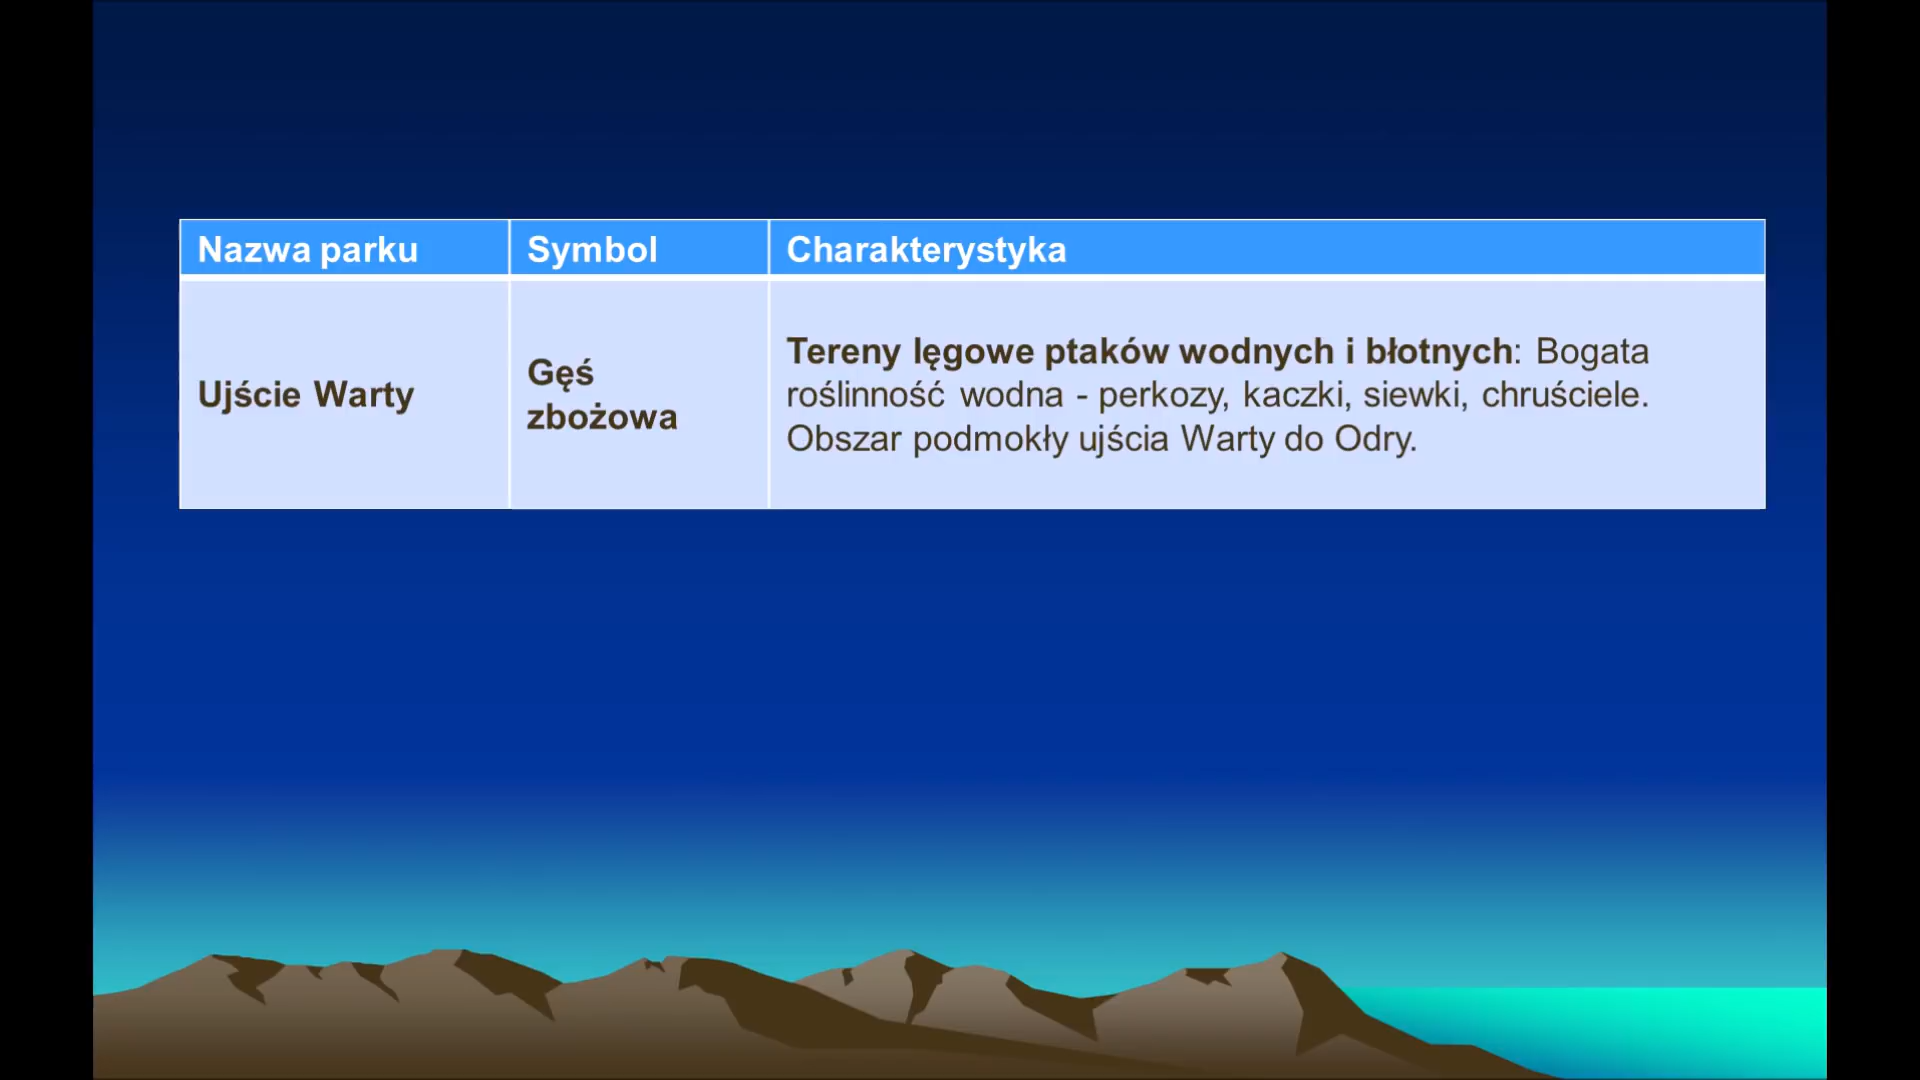 Nazwa parku
Symbol
Charakterystyka
Ujście Warty
Gęś
zbożowa
Tereny lęgowe ptaków wodnych i błotnych: Bogata
roślinność wodna - perkozy, kaczki, siewki, chruściele.
Obszar podmokły ujścia Warty do Odry.